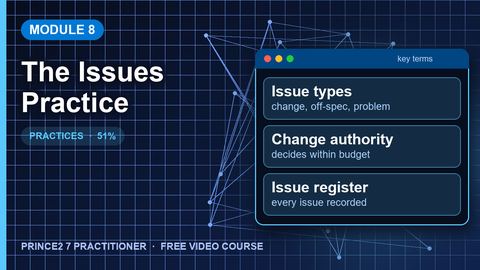 MODULE 8
The Issues
Practice
PRACTICES · 51%
key terms
Issue types
change, off-spec, problem
Change authority
decides within budget
Issue register
every issue recorded
PRINCE2 7 PRACTITIONER · FREE VIDEO COURSE